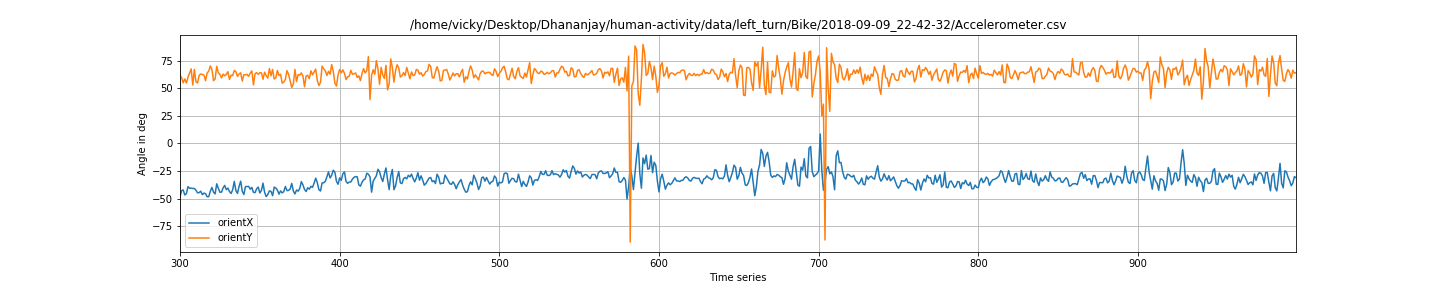 /home/vicky/Desktop/Dhananjay/human-activity/data/left_turn/Bike/2018-09-09_22-42-32/Accelerometer.csv
Angle in deg
75
50
25
0
−25
−50
−75
orientX
orientY
300 400 500 600 700 800 900
Time series